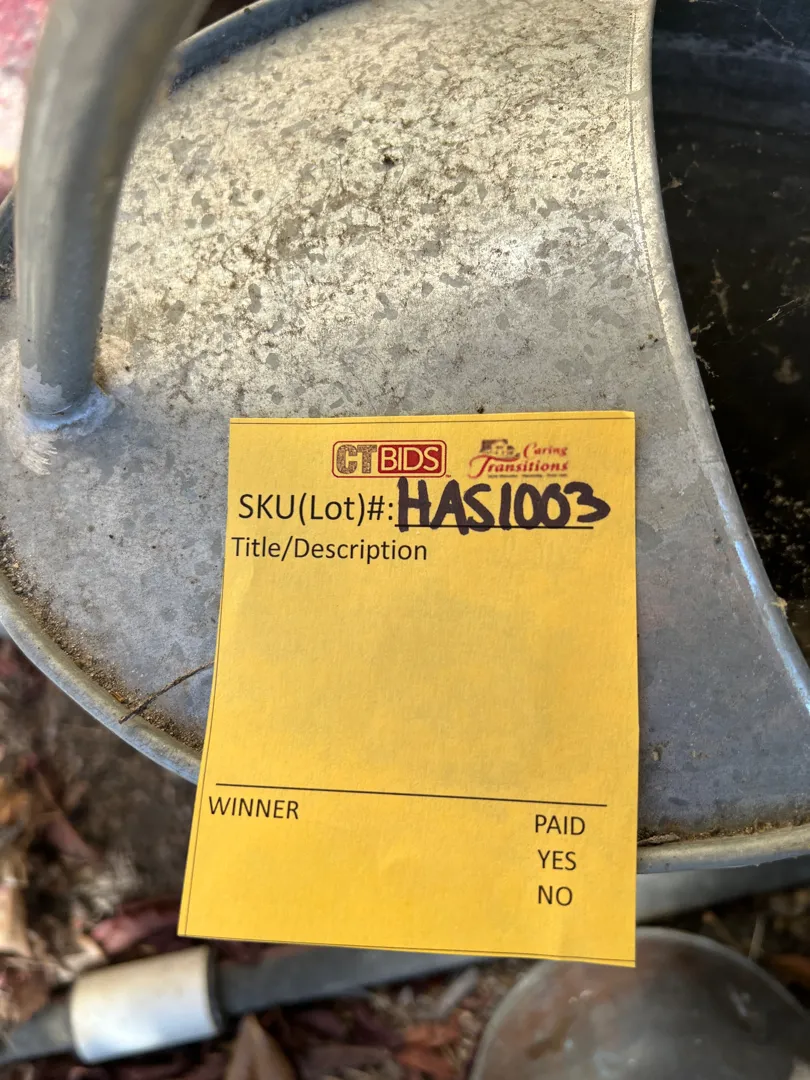 CTBIDS Caring Transitions
SKU(Lot)#: HAS1003
Title/Description
WINNER PAID
YES
NO